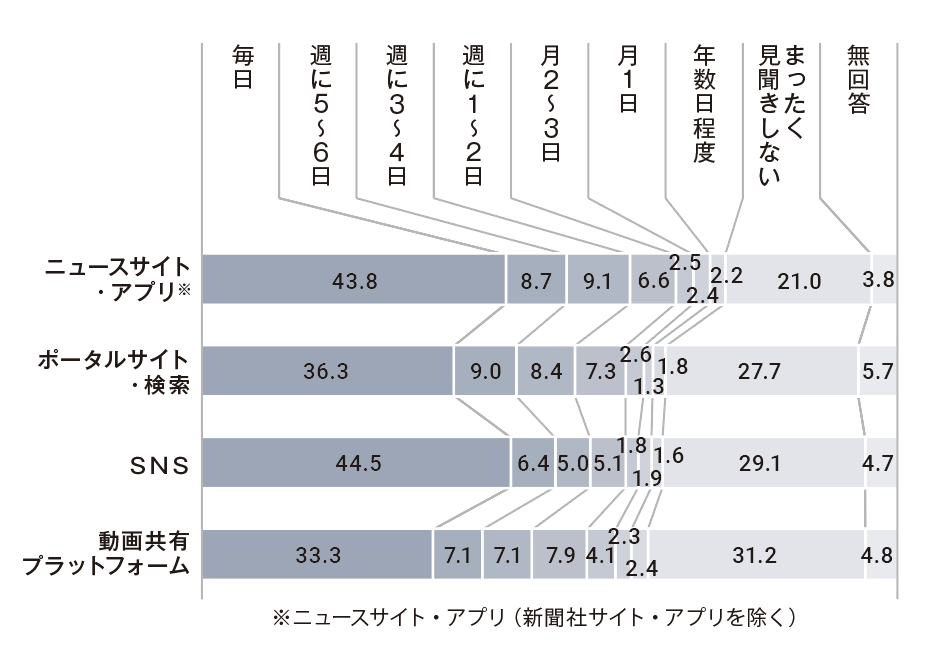 毎日
週に5～6日
週に3～4日
週に1～2日
月2～3日
月1日
年数日程度
まったく
見聞きしない
無回答
ニュースサイト
・アプリ※
43.8
8.7
9.1
6.6
2.5
2.4
2.2
21.0
3.8
ポータルサイト
・検索
36.3
9.0
8.4
7.3
2.6
1.3
1.8
27.7
5.7
SNS
44.5
6.4
5.0
5.1
1.8
1.9
1.6
29.1
4.7
動画共有
プラットフォーム
33.3
7.1
7.1
7.9
4.1
2.3
2.4
31.2
4.8
※ニュースサイト・アプリ（新聞社サイト・アプリを除く）